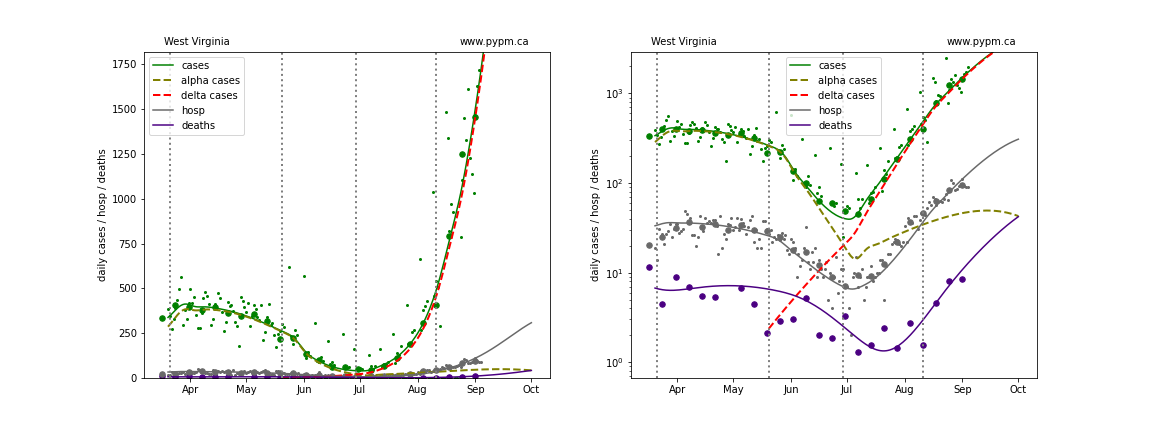 West Virginia
www.pypm.ca
daily cases / hosp / deaths
1750
1500
1250
1000
750
500
250
0
cases
alpha cases
delta cases
hosp
deaths
Apr
May
Jun
Jul
Aug
Sep
Oct
West Virginia
www.pypm.ca
daily cases / hosp / deaths
10³
10²
10¹
10⁰
cases
alpha cases
delta cases
hosp
deaths
Apr
May
Jun
Jul
Aug
Sep
Oct